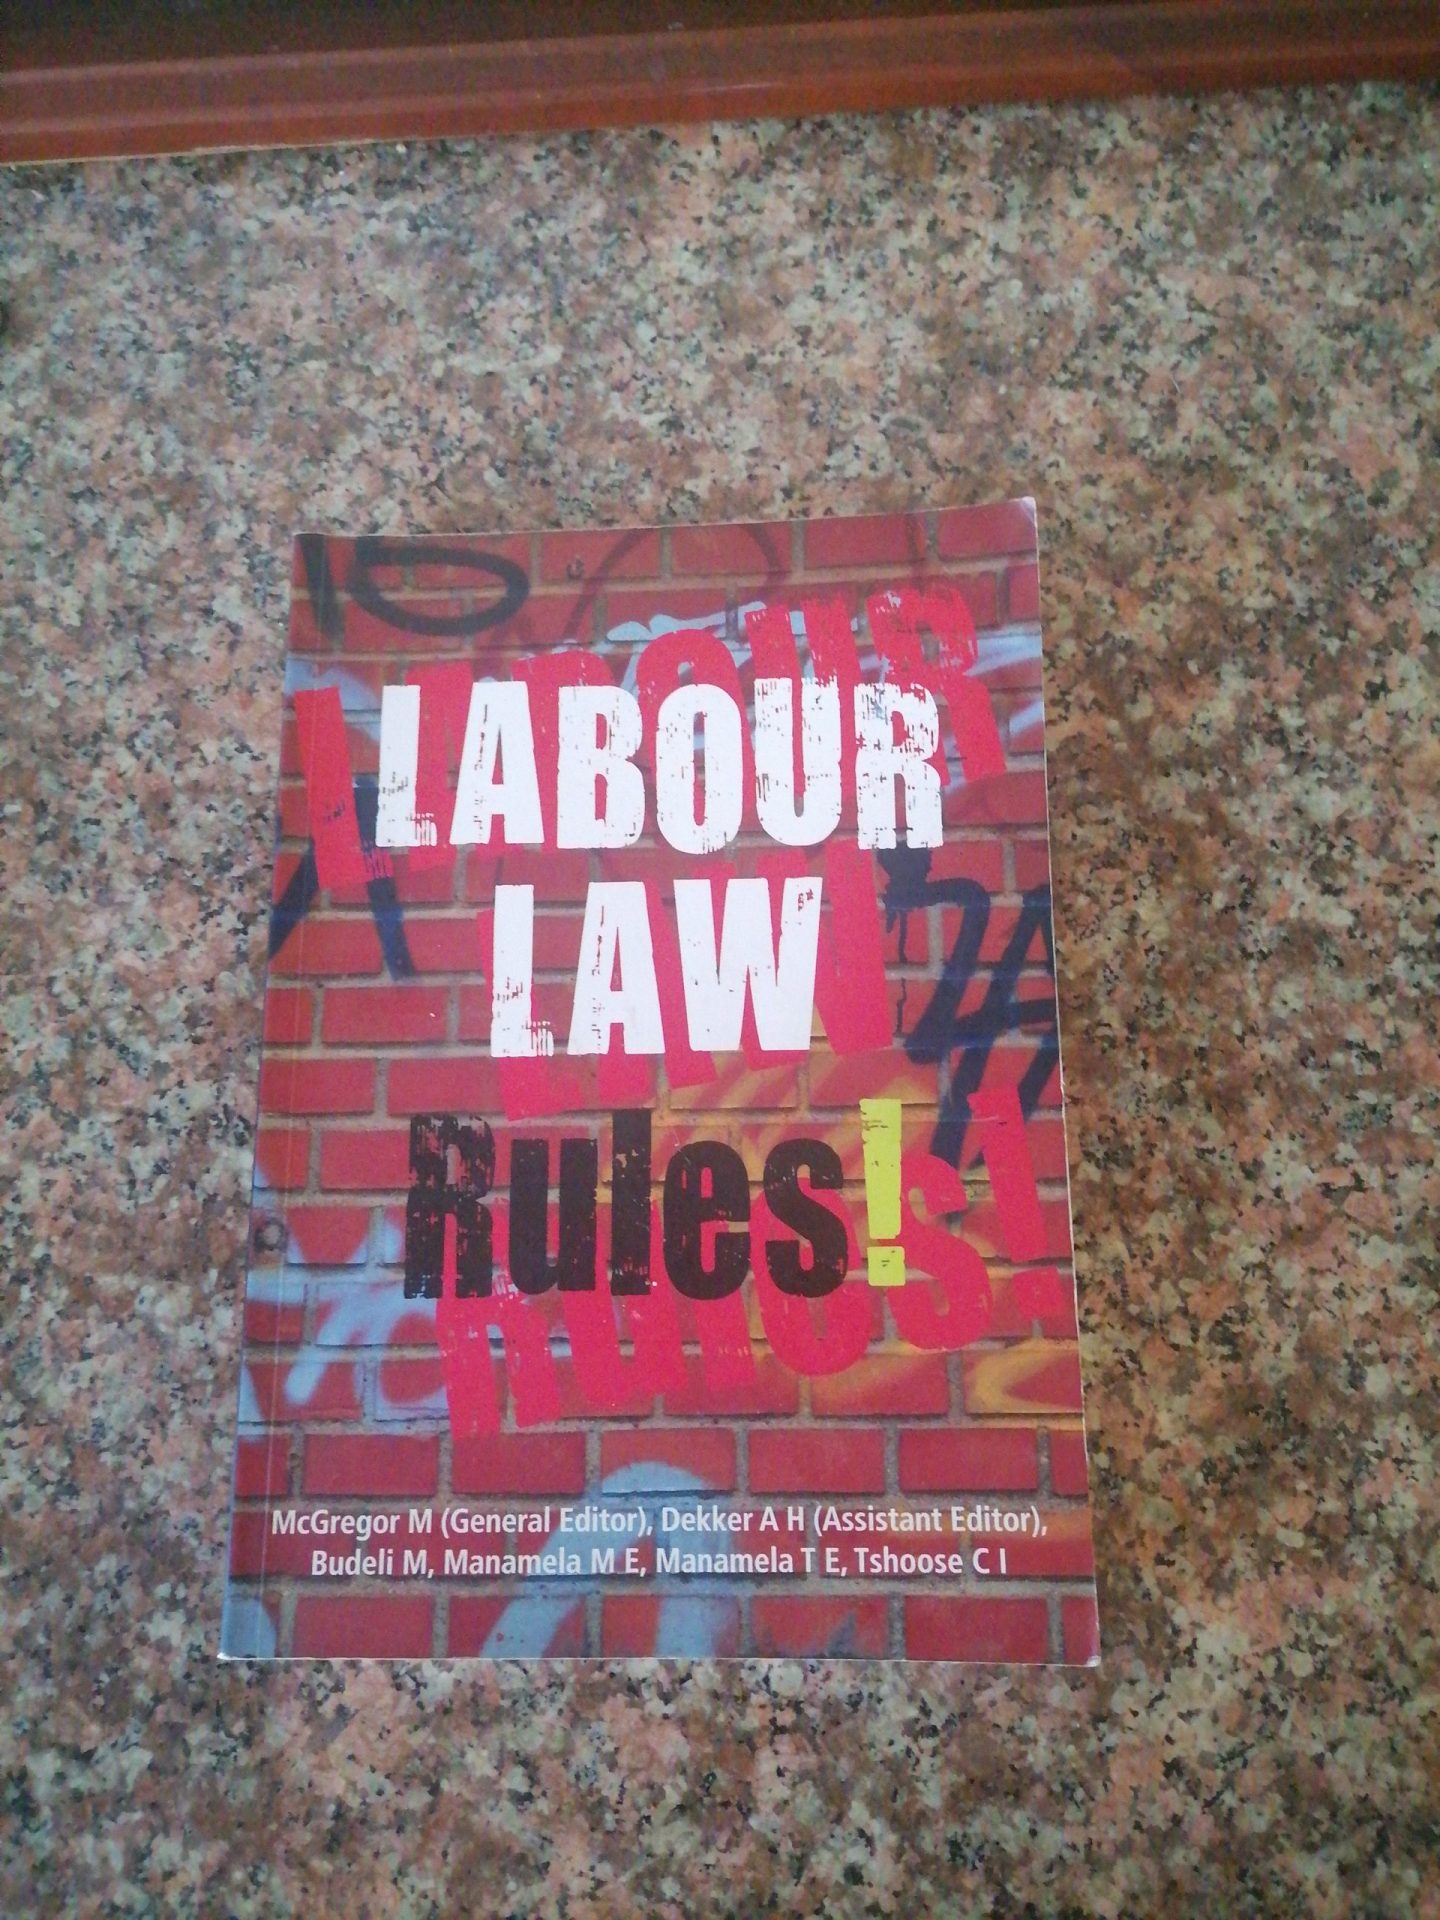 LABOUR
LAW
Rules!
McGregor M (General Editor), Dekker A H (Assistant Editor),
Budeli M, Manamela M E, Manamela T E, Tshoose C I